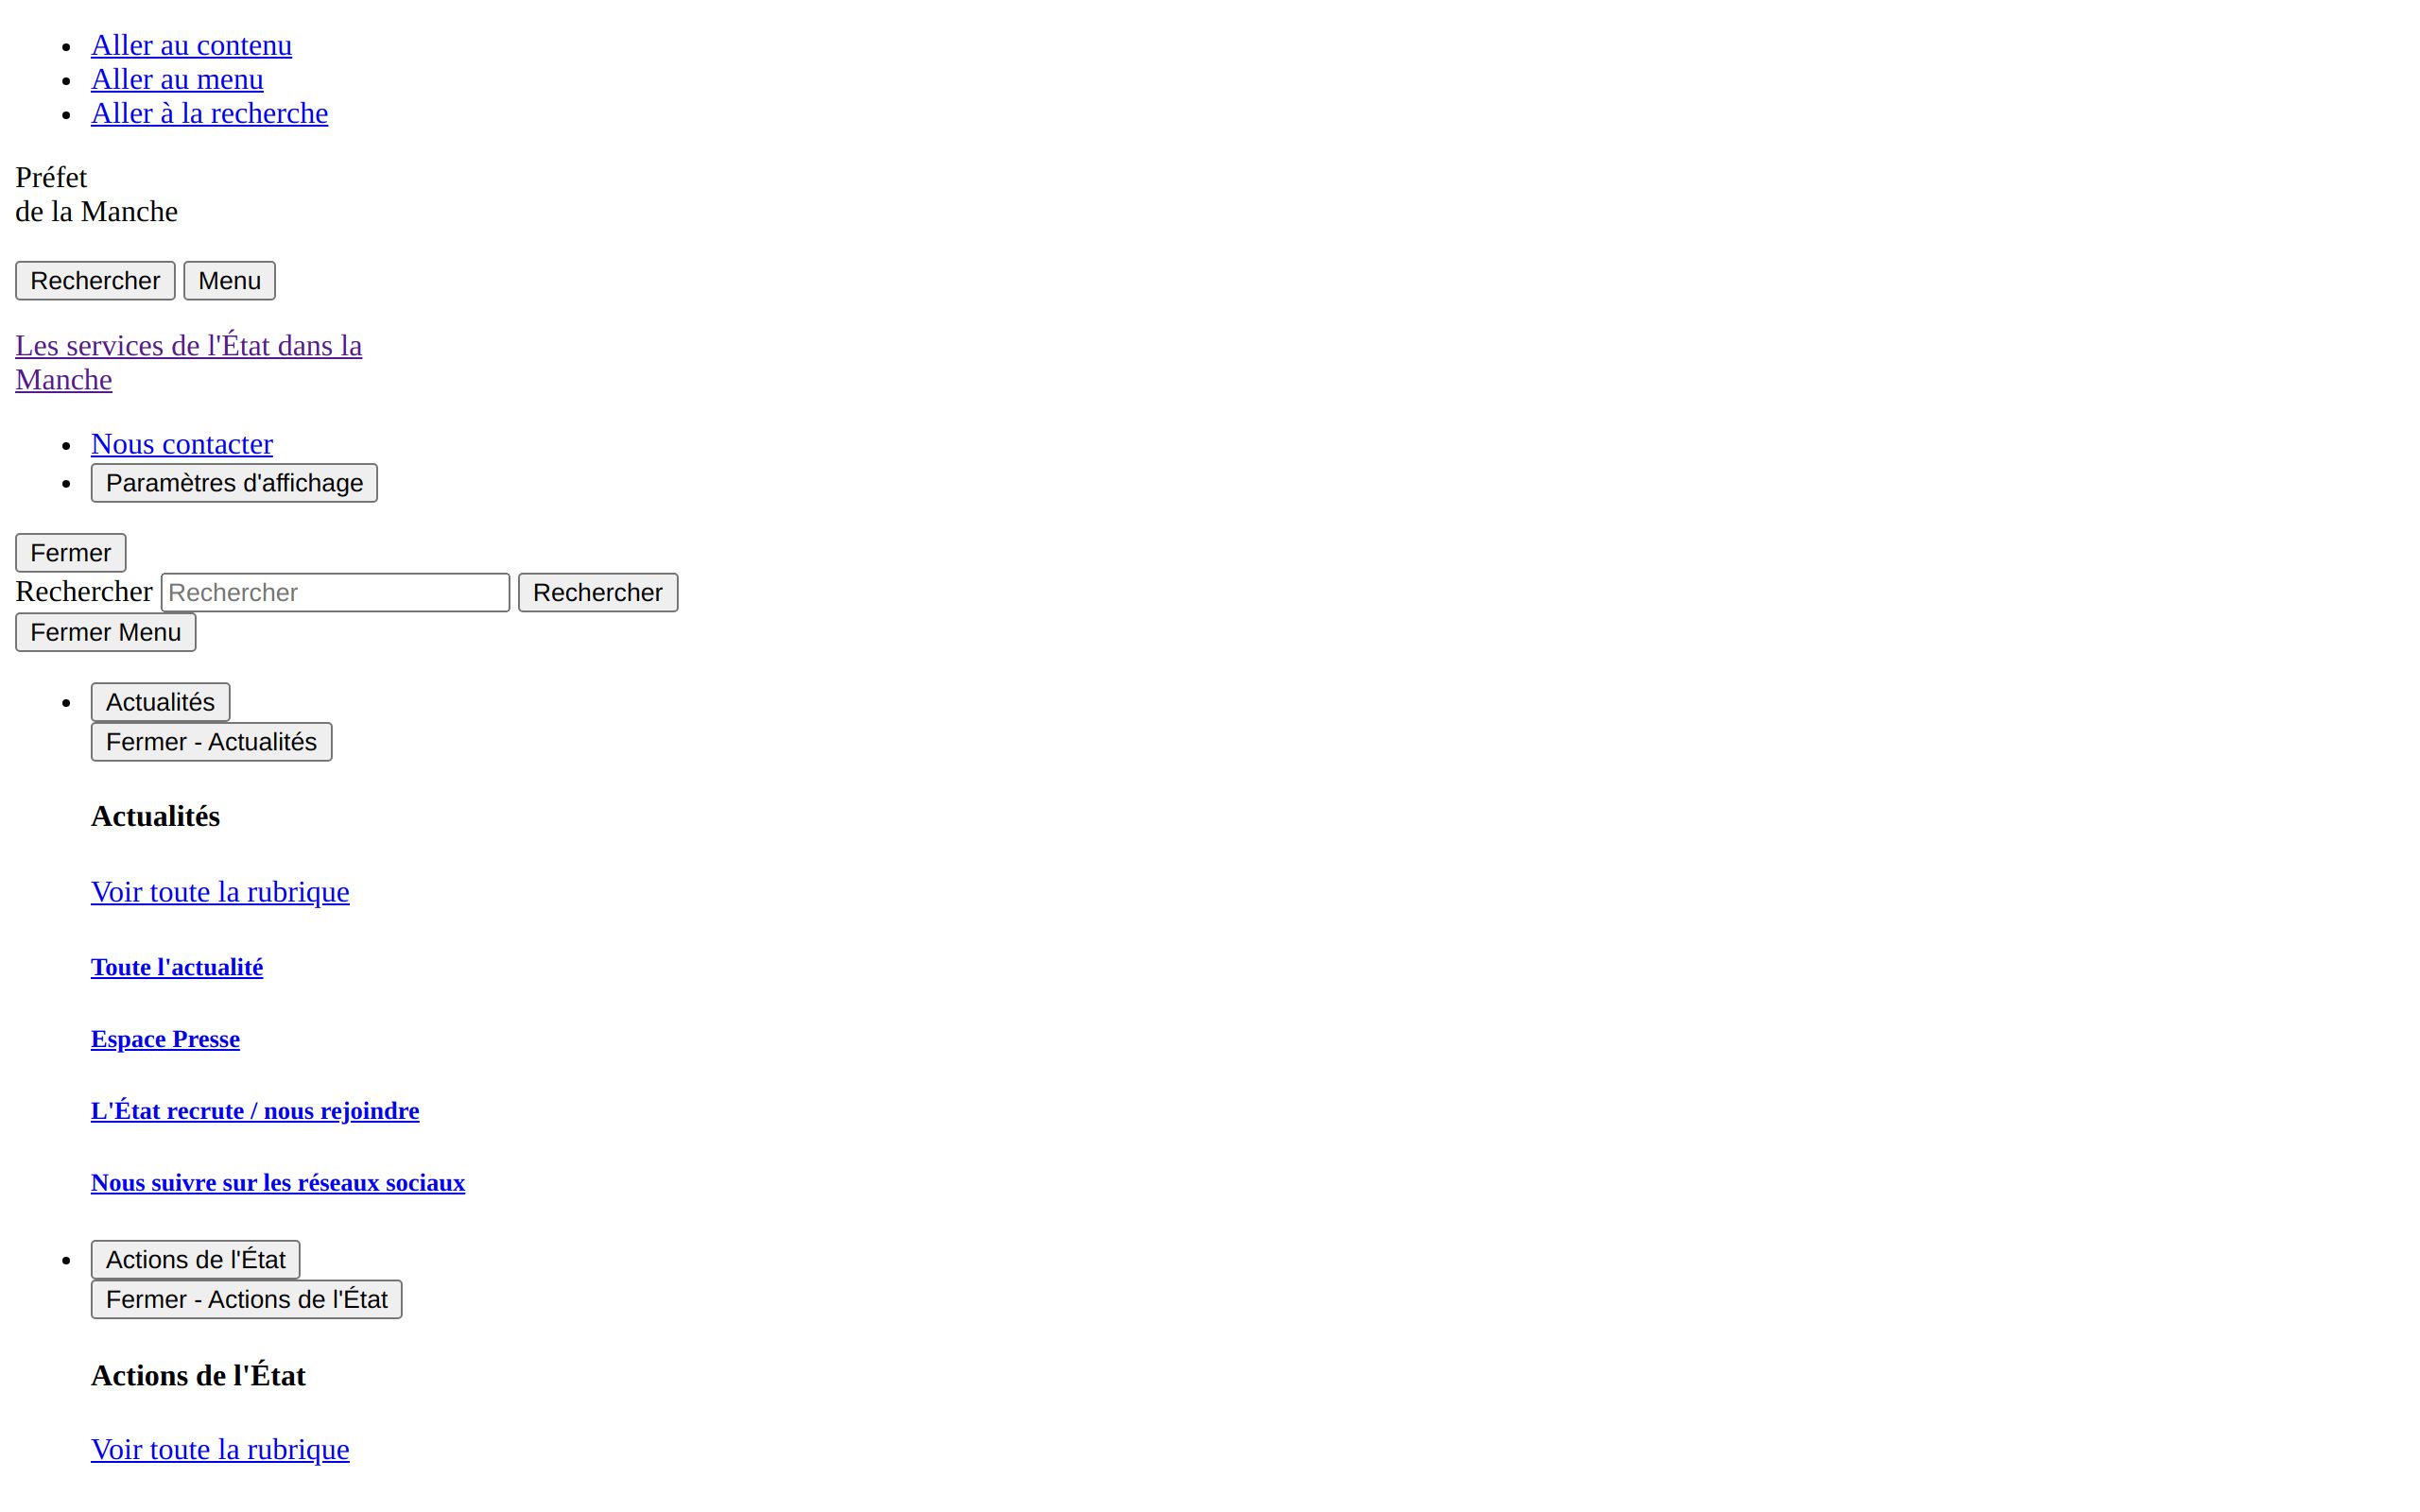 Aller au contenu
Aller au menu
Aller à la recherche
Préfet
de la Manche
Rechercher Menu
Les services de l'État dans la
Manche
Nous contacter
Paramètres d'affichage
Fermer
Rechercher Rechercher Rechercher
Fermer Menu
Actualités
Fermer - Actualités
Actualités
Voir toute la rubrique
Toute l'actualité
Espace Presse
L'État recrute / nous rejoindre
Nous suivre sur les réseaux sociaux
Actions de l'État
Fermer - Actions de l'État
Actions de l'État
Voir toute la rubrique